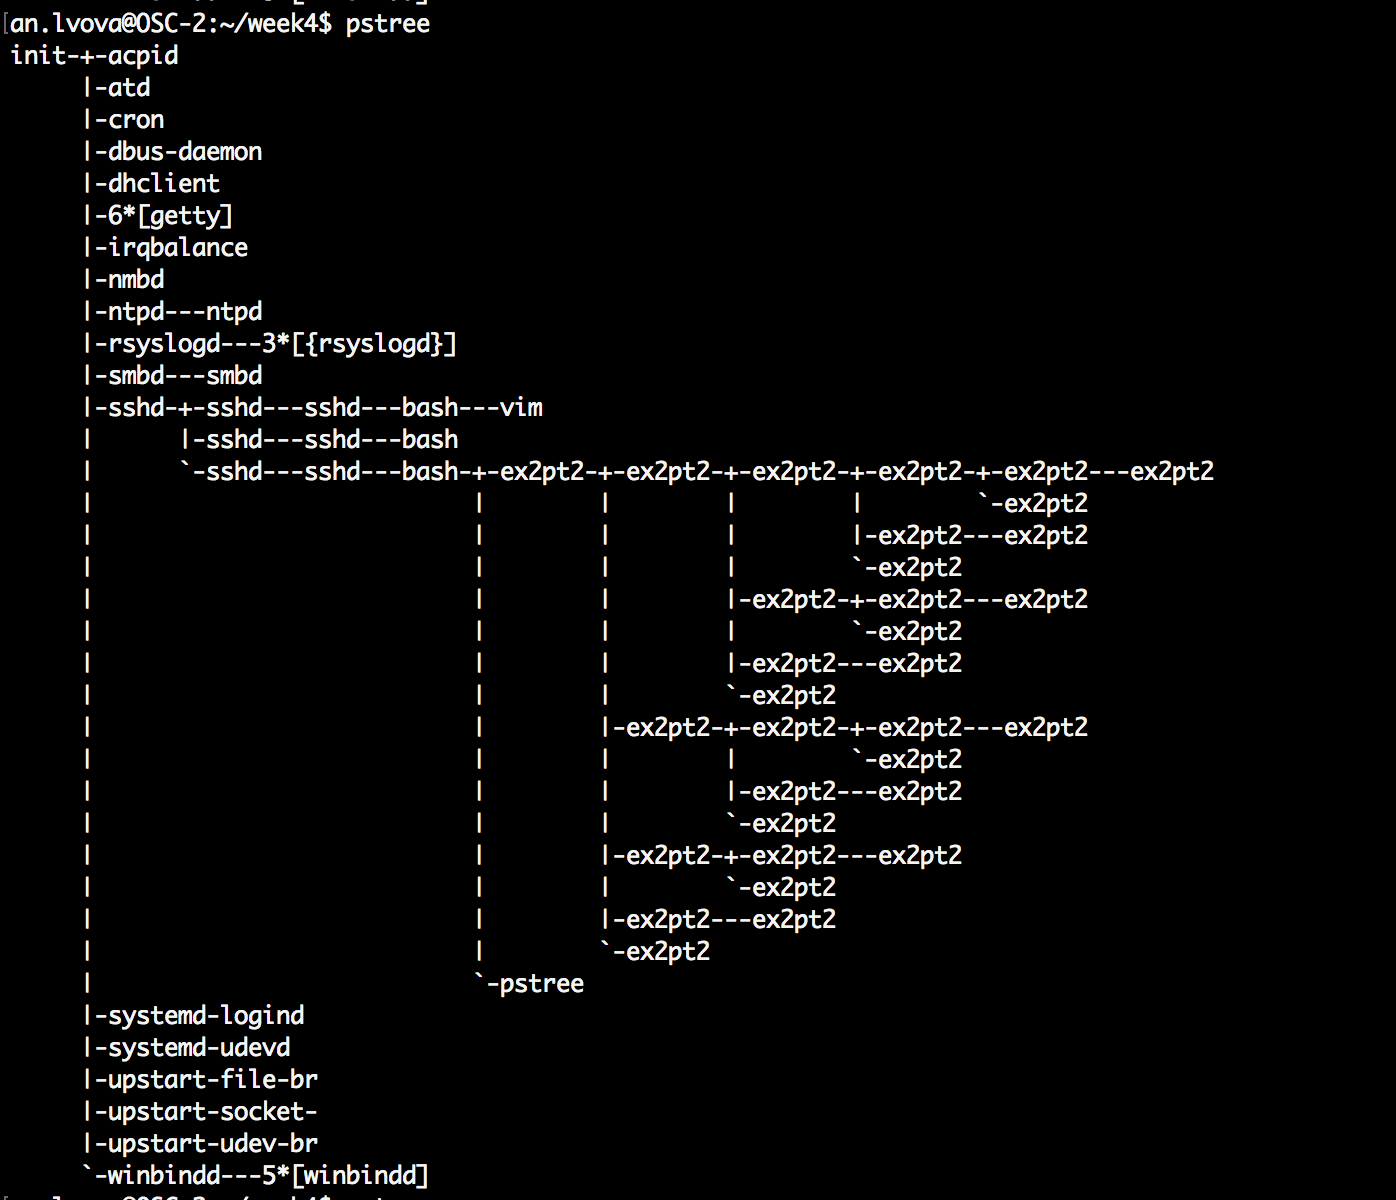 an.lvova@OSC-2:~/week4$ pstree
init-+-acpid
     |-atd
     |-cron
     |-dbus-daemon
     |-dhclient
     |-6*[getty]
     |-irqbalance
     |-nmbd
     |-ntpd---ntpd
     |-rsyslogd---3*[{rsyslogd}]
     |-smbd---smbd
     |-sshd-+-sshd---sshd---bash---vim
     |      |-sshd---sshd---bash
     |      `-sshd---sshd---bash-+-ex2pt2-+-ex2pt2-+-ex2pt2-+-ex2pt2-+-ex2pt2---ex2pt2
     |                           |        |        |        |        `-ex2pt2
     |                           |        |        |        |-ex2pt2---ex2pt2
     |                           |        |        |        `-ex2pt2
     |                           |        |        |-ex2pt2-+-ex2pt2---ex2pt2
     |                           |        |        |        `-ex2pt2
     |                           |        |        |-ex2pt2---ex2pt2
     |                           |        |        `-ex2pt2
     |                           |        |-ex2pt2-+-ex2pt2-+-ex2pt2---ex2pt2
     |                           |        |        |        `-ex2pt2
     |                           |        |        |-ex2pt2---ex2pt2
     |                           |        |        `-ex2pt2
     |                           |        |-ex2pt2-+-ex2pt2---ex2pt2
     |                           |        |        `-ex2pt2
     |                           |        |-ex2pt2---ex2pt2
     |                           |        `-ex2pt2
     |                           `-pstree
     |-systemd-logind
     |-systemd-udevd
     |-upstart-file-br
     |-upstart-socket-
     |-upstart-udev-br
     `-winbindd---5*[winbindd]